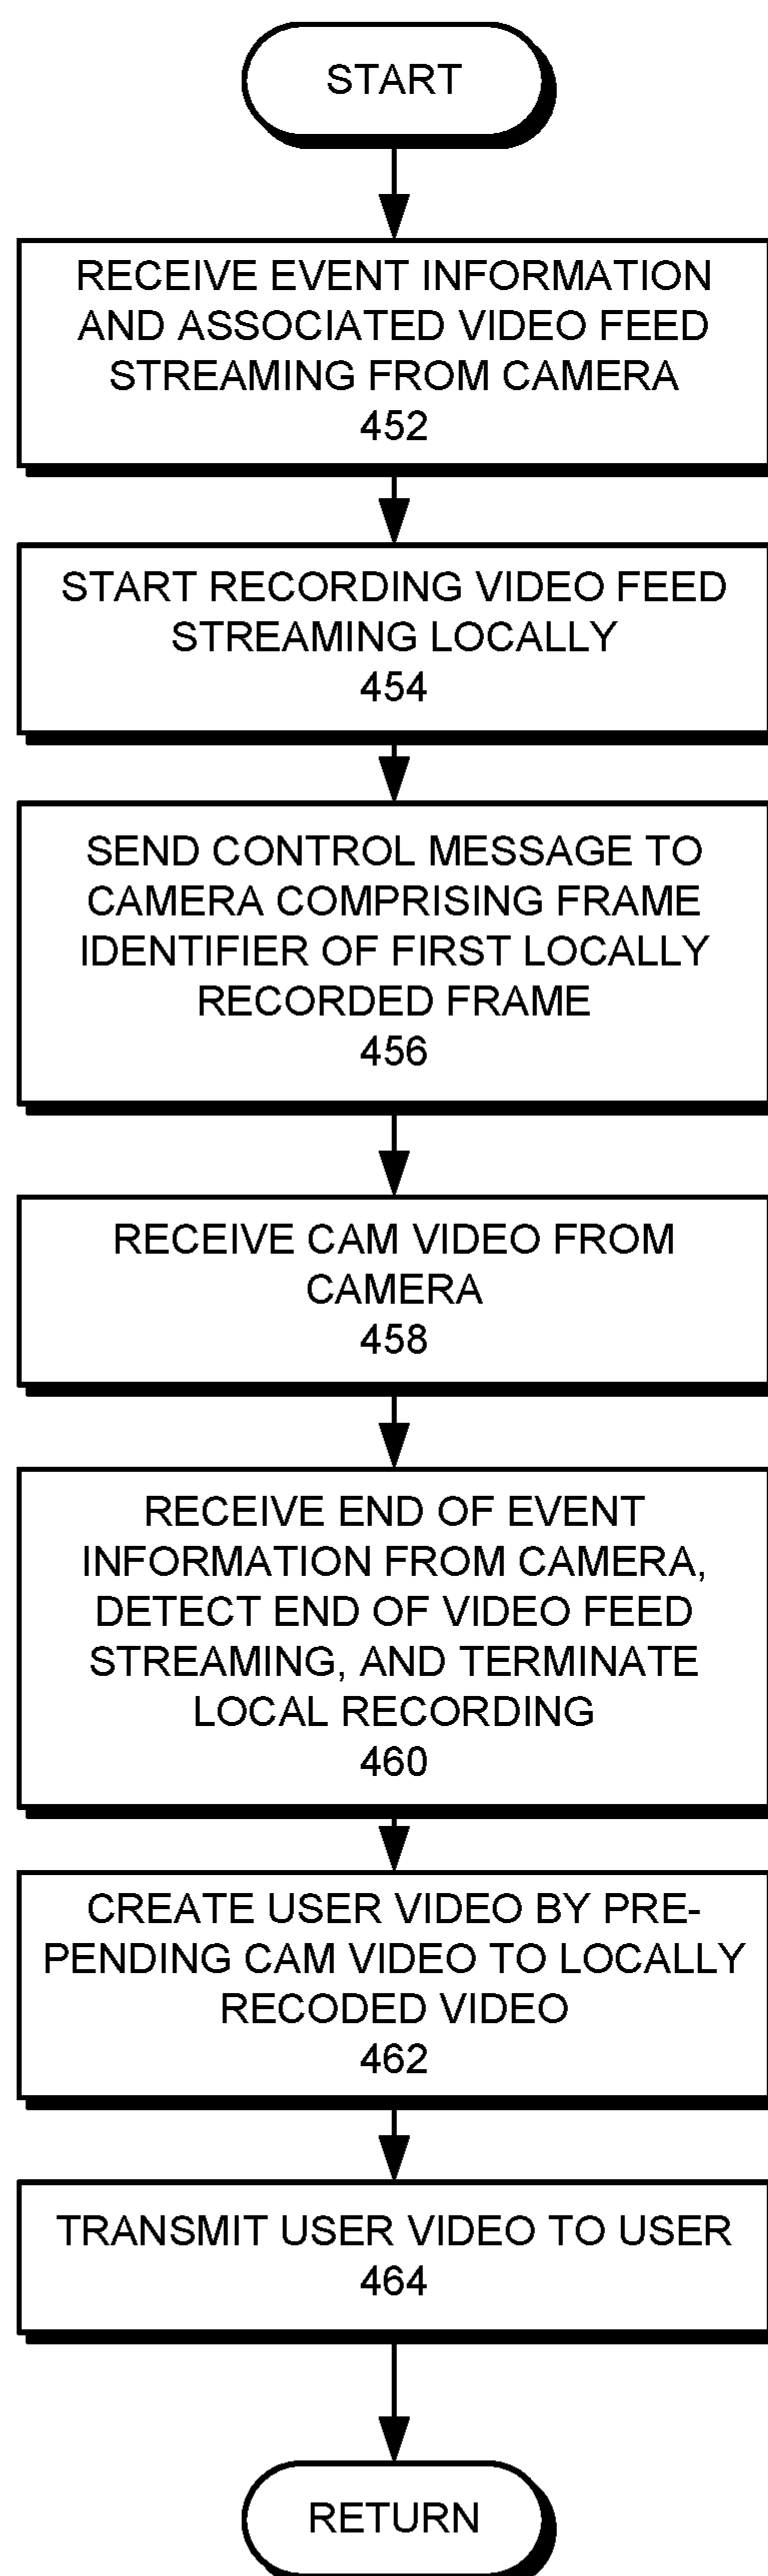 START
RECEIVE EVENT INFORMATION
AND ASSOCIATED VIDEO FEED
STREAMING FROM CAMERA
452
START RECORDING VIDEO FEED
STREAMING LOCALLY
454
SEND CONTROL MESSAGE TO
CAMERA COMPRISING FRAME
IDENTIFIER OF FIRST LOCALLY
RECORDED FRAME
456
RECEIVE CAM VIDEO FROM
CAMERA
458
RECEIVE END OF EVENT
INFORMATION FROM CAMERA,
DETECT END OF VIDEO FEED
STREAMING, AND TERMINATE
LOCAL RECORDING
460
CREATE USER VIDEO BY PRE-
PENDING CAM VIDEO TO LOCALLY
RECODED VIDEO
462
TRANSMIT USER VIDEO TO USER
464
RETURN